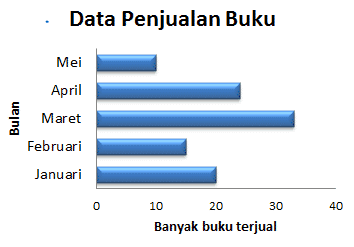 Data Penjualan Buku
Bulan
Mei
April
Maret
Februari
Januari
0 10 20 30 40
Banyak buku terjual